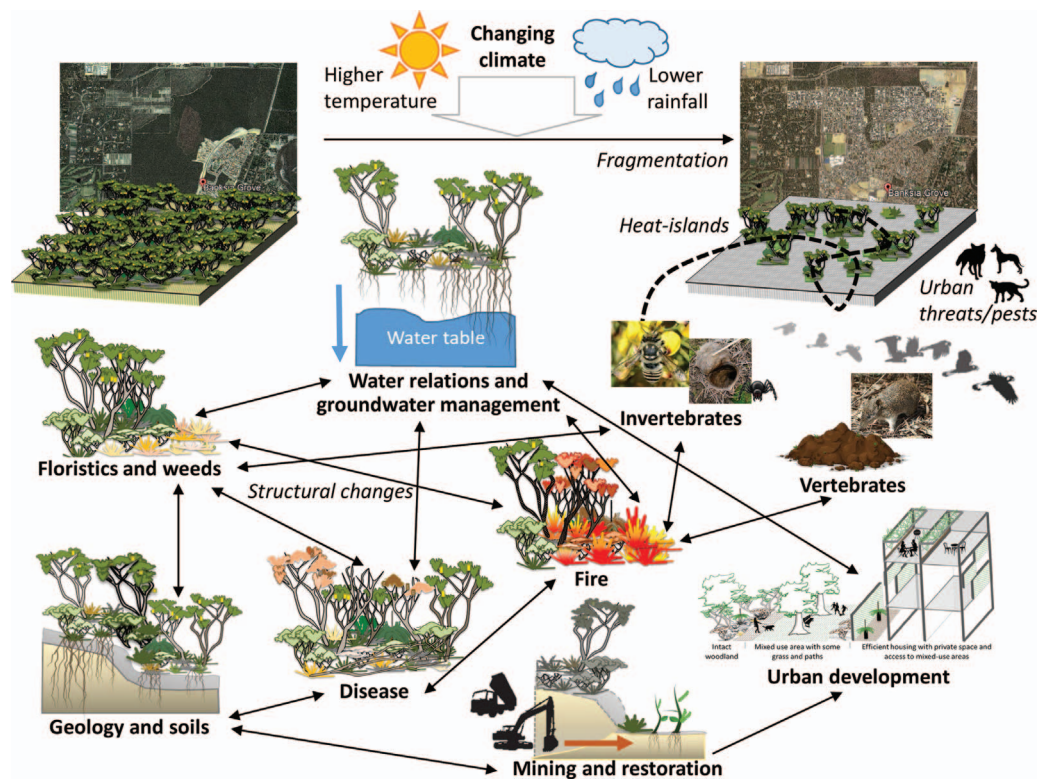 Changing
climate
Higher
temperature
Lower
rainfall
Fragmentation
Banksia Grove
Banksia Grove
Heat-islands
Urban
threats/pests
Water table
Water relations and
groundwater management
Invertebrates
Floristics and weeds
Vertebrates
Structural changes
Fire
Intact
woodland
Mixed use area with some
grass and paths
Efficient housing with private space and
access to mixed-use areas
Urban development
Disease
Geology and soils
Mining and restoration